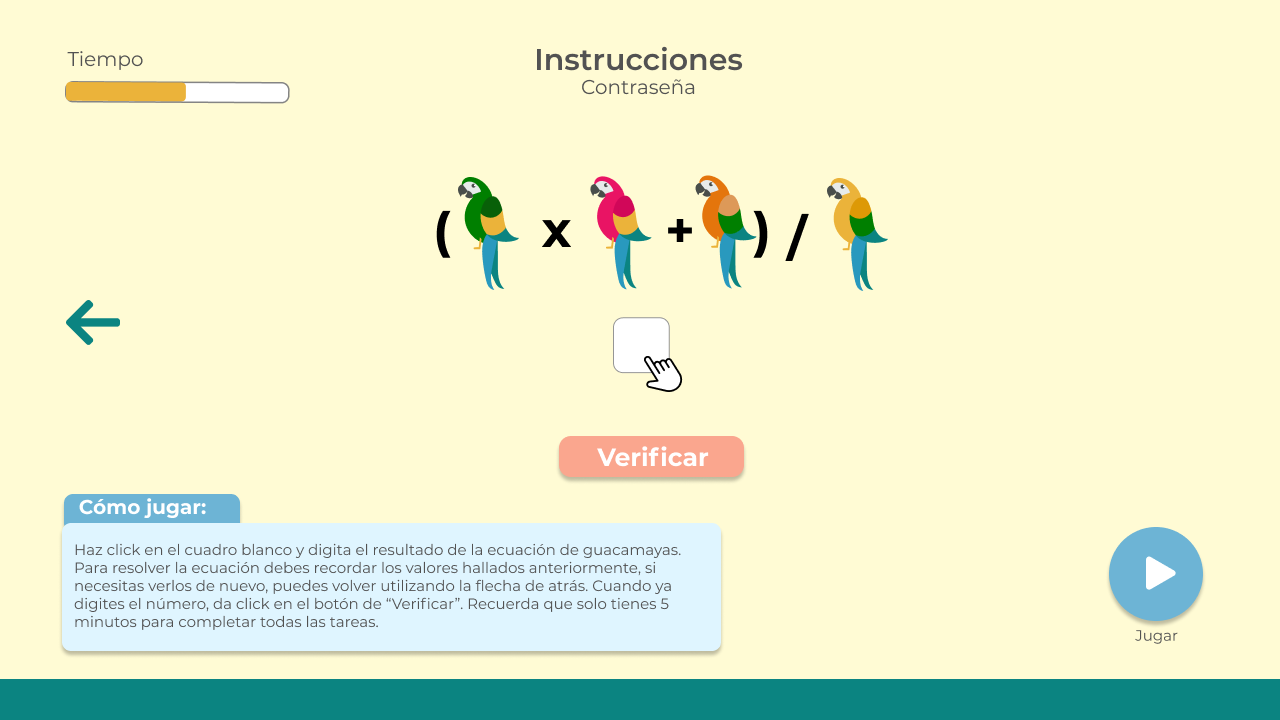 Tiempo
Instrucciones
Contraseña
( x + ) /
Verificar
Cómo jugar:
Haz click en el cuadro blanco y digita el resultado de la ecuación de guacamayas.
Para resolver la ecuación debes recordar los valores hallados anteriormente, si
necesitas verlos de nuevo, puedes volver utilizando la flecha de atrás. Cuando ya
digites el número, da click en el botón de “Verificar”. Recuerda que solo tienes 5
minutos para completar todas las tareas.
Jugar